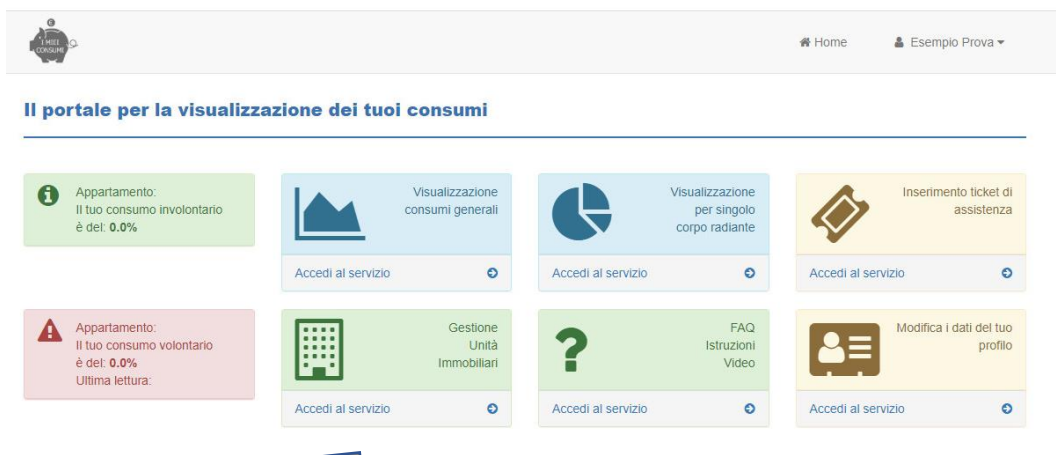 I MIEI
CONSUMI
Home
Esempio Prova
Il portale per la visualizzazione dei tuoi consumi
Appartamento:
Il tuo consumo involontario
è del: 0.0%
Visualizzazione
consumi generali
Accedi al servizio
Visualizzazione
per singolo
corpo radiante
Accedi al servizio
Inserimento ticket di
assistenza
Accedi al servizio
Appartamento:
Il tuo consumo volontario
è del: 0.0%
Ultima lettura:
Gestione
Unità
Immobiliari
Accedi al servizio
FAQ
Istruzioni
Video
Accedi al servizio
Modifica i dati del tuo
profilo
Accedi al servizio